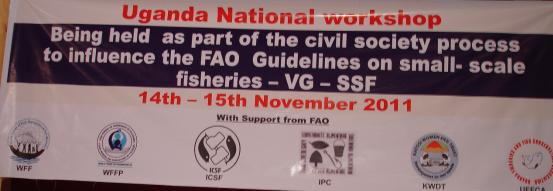 Uganda National workshop
Being held as part of the civil society process
to influence the FAO Guidelines on small- scale
fisheries – VG – SSF
14th – 15th November 2011
With Support from FAO
WFF WFFP ICSF ICSF IPC KWDT